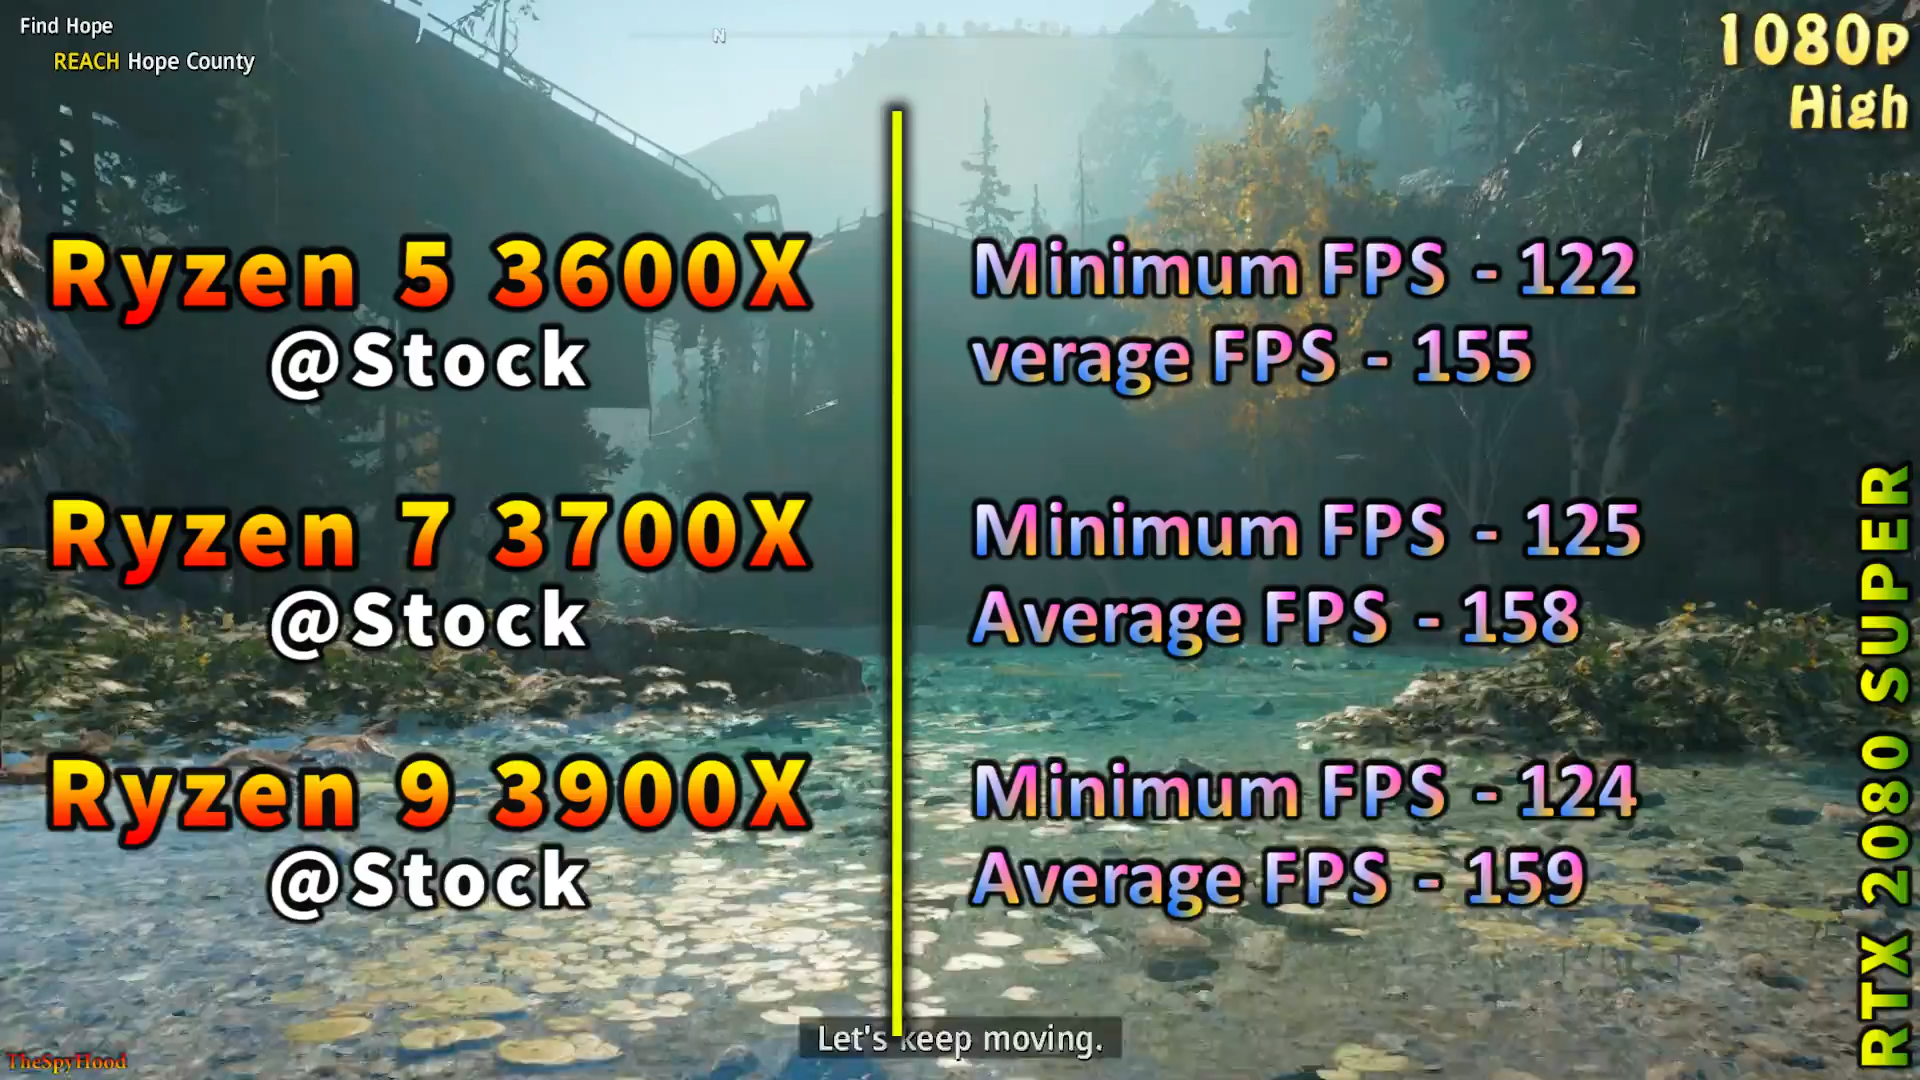 Find Hope
REACH Hope County
N
1080p
High
Ryzen 5 3600X
@Stock
Minimum FPS - 122
verage FPS - 155
Ryzen 7 3700X
@Stock
Minimum FPS - 125
Average FPS - 158
Ryzen 9 3900X
@Stock
Minimum FPS - 124
Average FPS - 159
RTX 2080 SUPER
Let's keep moving.
TheSpyHood